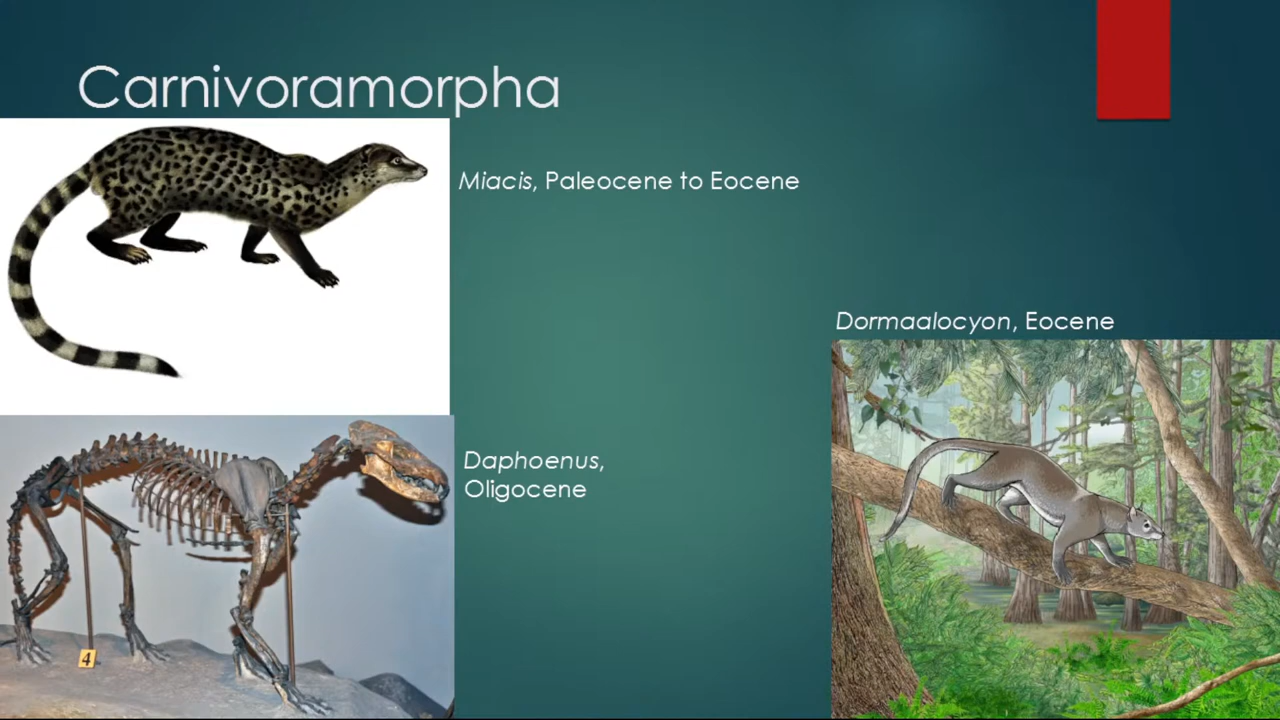 Carnivoramorpha
Miacis, Paleocene to Eocene
Dormaalocyon, Eocene
Daphoenus,
Oligocene
4